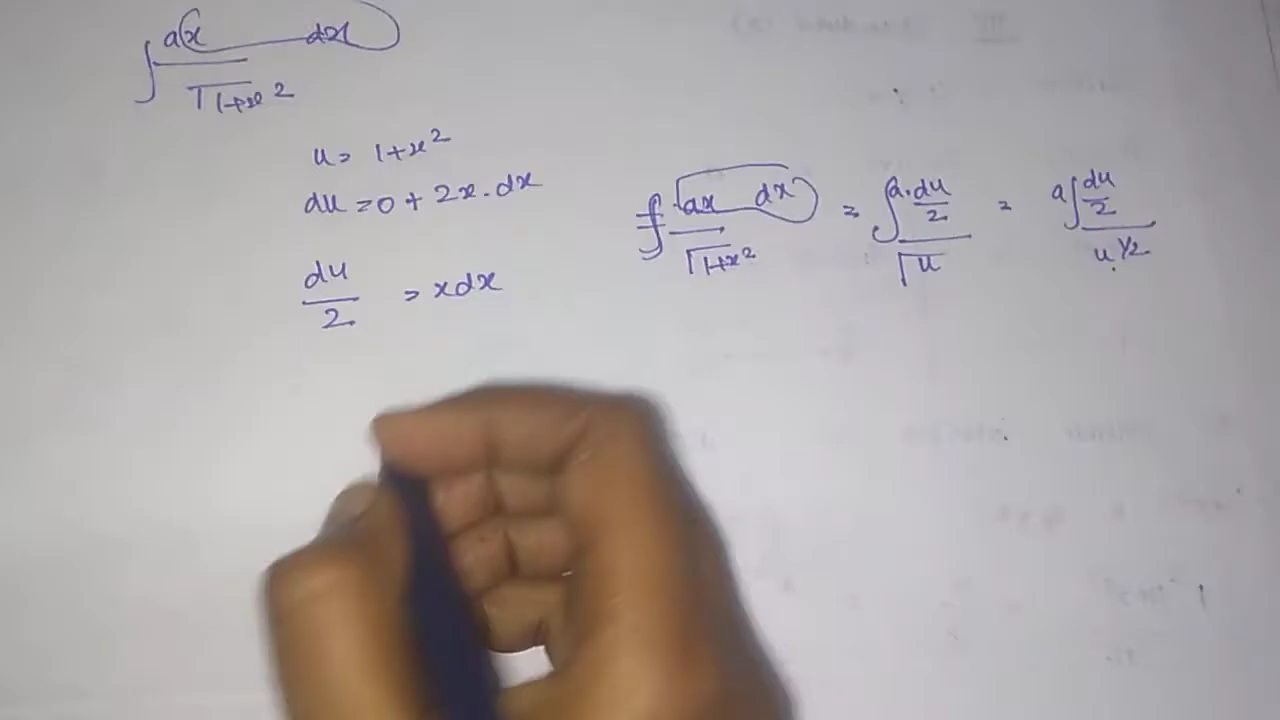 ∫ ax dx / √1+x²
u = 1+x²
du = 0 + 2x.dx
du/2 = xdx
∫ ax dx / √1+x² = ∫ a.du/2 / √u = a∫ du/2 / u^1/2